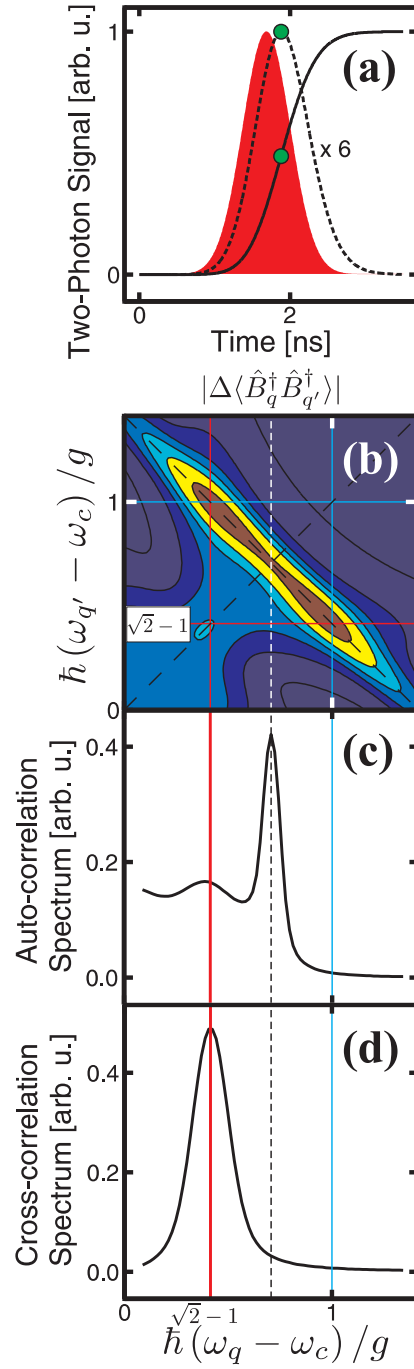 Two-Photon Signal [arb. u.]
1
0
(a)
x 6
0 2
Time [ns]
|Δ⟨B̂†_q B̂†_q′⟩|
ħ(ω_q′ − ω_c)/g
(b)
1
√2 − 1
0
Auto-correlation
Spectrum [arb. u.]
(c)
0.4
0.2
0.0
Cross-correlation
Spectrum [arb. u.]
(d)
0.4
0.2
0.0
0 √2 − 1 1
ħ(ω_q − ω_c)/g